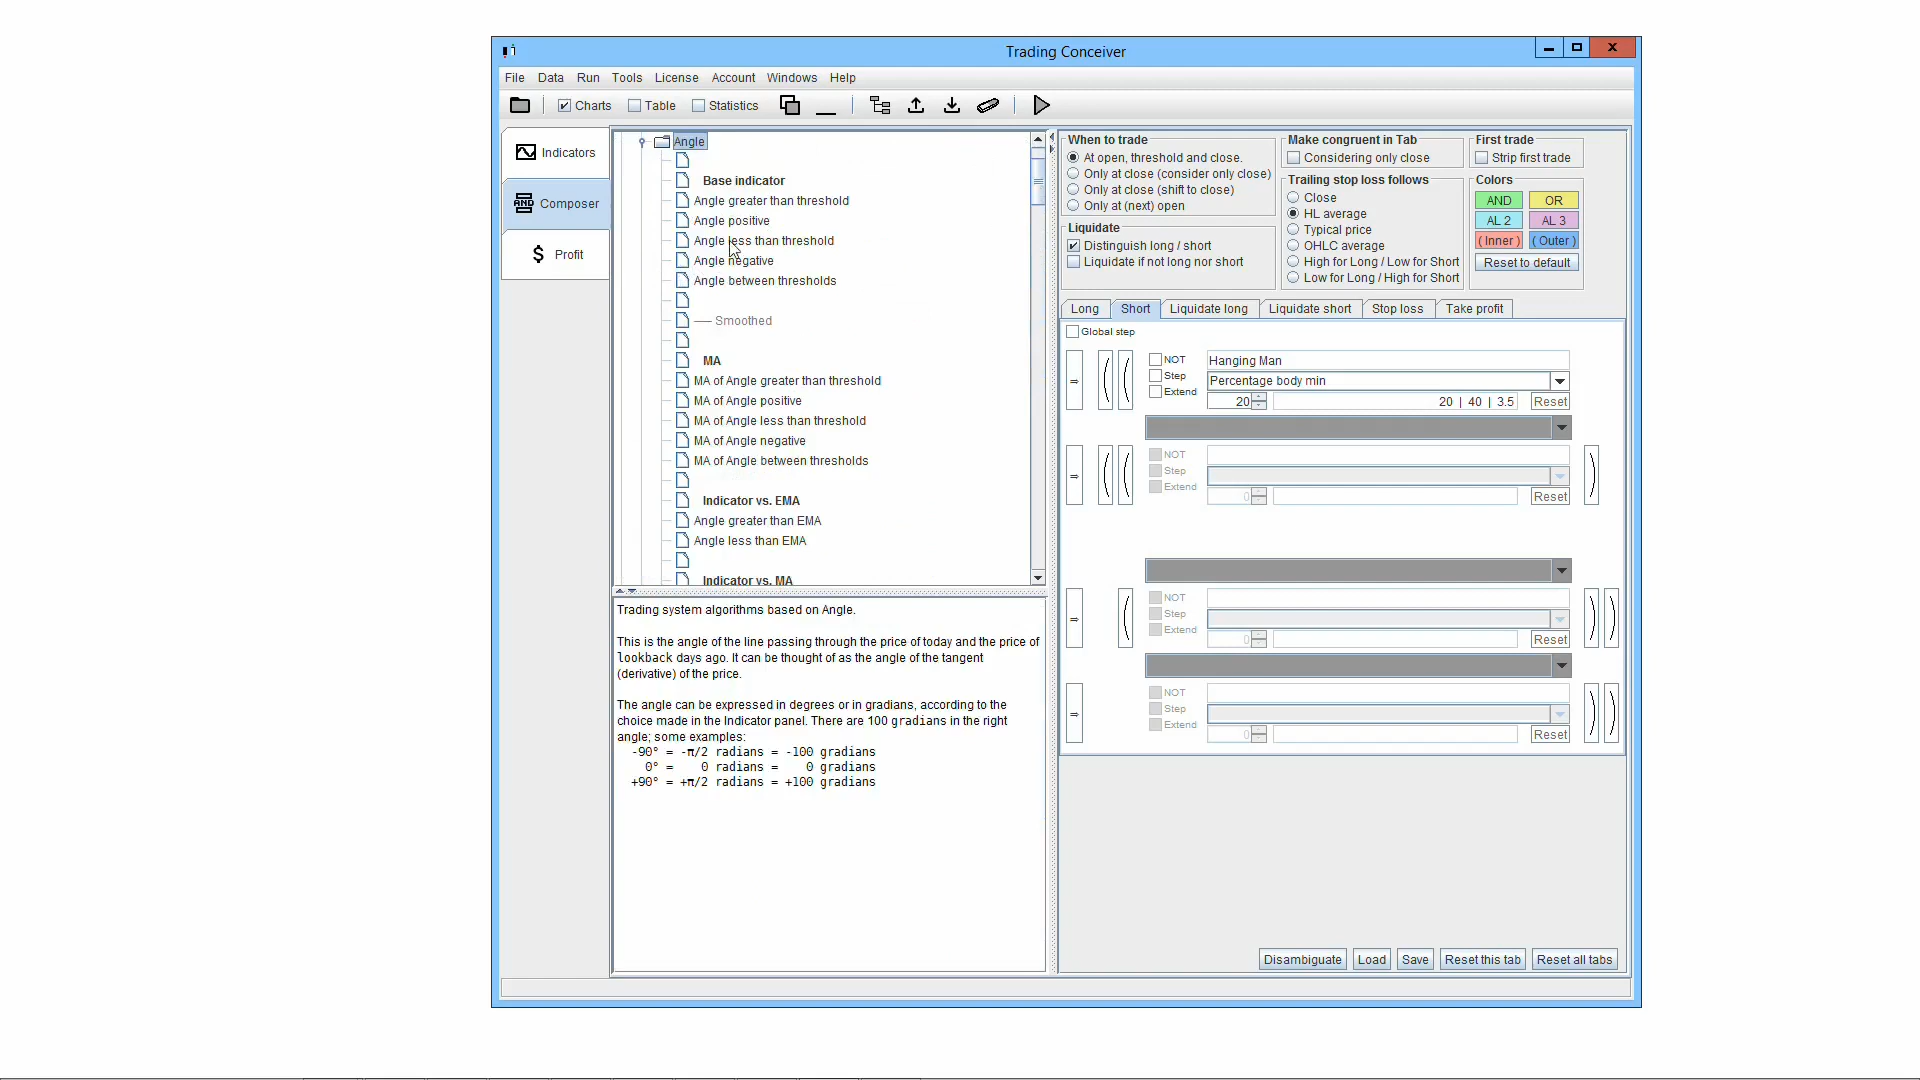 Trading Conceiver
File Data Run Tools License Account Windows Help
Charts Table Statistics
Indicators
AND Composer
$ Profit
Angle
Base indicator
Angle greater than threshold
Angle positive
Angle less than threshold
Angle negative
Angle between thresholds
Smoothed
MA
MA of Angle greater than threshold
MA of Angle positive
MA of Angle less than threshold
MA of Angle negative
MA of Angle between thresholds
Indicator vs. EMA
Angle greater than EMA
Angle less than EMA
Indicator vs. MA
Trading system algorithms based on Angle.
This is the angle of the line passing through the price of today and the price of
lookback days ago. It can be thought of as the angle of the tangent
(derivative) of the price.
The angle can be expressed in degrees or in gradians, according to the
choice made in the Indicator panel. There are 100 gradians in the right
angle; some examples:
-90° = -π/2 radians = -100 gradians
0° = 0 radians = 0 gradians
+90° = +π/2 radians = +100 gradians
When to trade
At open, threshold and close.
Only at close (consider only close)
Only at close (shift to close)
Only at (next) open
Liquidate
Distinguish long / short
Liquidate if not long nor short
Make congruent in Tab
Considering only close
Trailing stop loss follows
Close
HL average
Typical price
OHLC average
High for Long / Low for Short
Low for Long / High for Short
First trade
Strip first trade
Colors
AND OR
AL 2 AL 3
( Inner ) ( Outer )
Reset to default
Long Short Liquidate long Liquidate short Stop loss Take profit
Global step
⇒ ( ( NOT Hanging Man
Step Percentage body min
Extend 20 20 | 40 | 3.5 Reset
⇒ ( ( NOT )
Step
Extend 0 Reset
⇒ ( NOT ) )
Step
Extend 0 Reset
⇒ NOT ) )
Step
Extend 0 Reset
Disambiguate Load Save Reset this tab Reset all tabs